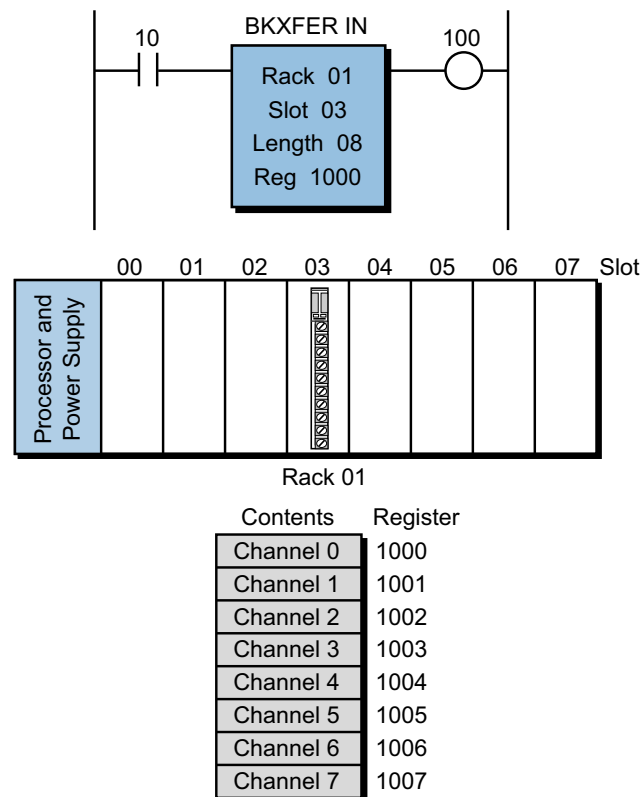 BKXFER IN
10
100
Rack 01
Slot 03
Length 08
Reg 1000
00 01 02 03 04 05 06 07 Slot
Processor and
Power Supply
Rack 01
Contents Register
Channel 0 1000
Channel 1 1001
Channel 2 1002
Channel 3 1003
Channel 4 1004
Channel 5 1005
Channel 6 1006
Channel 7 1007